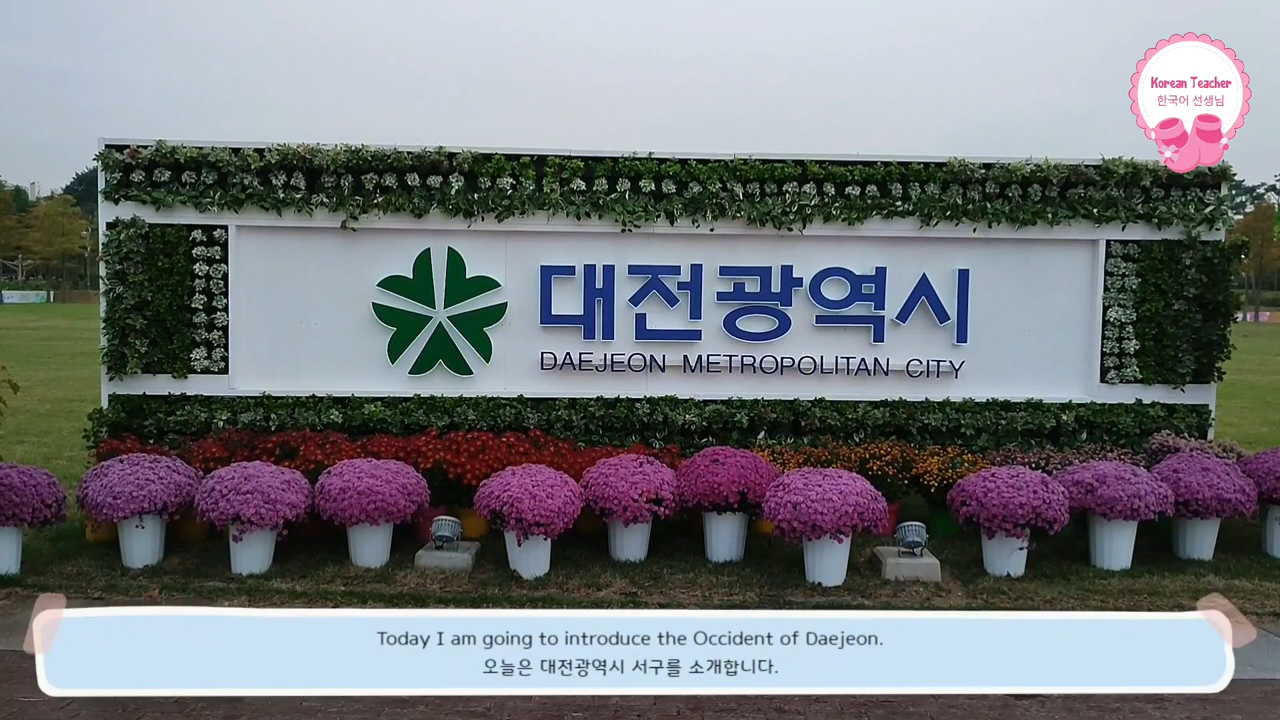 Korean Teacher
한국어 선생님
대전광역시
DAEJEON METROPOLITAN CITY
Today I am going to introduce the Occident of Daejeon.
오늘은 대전광역시 서구를 소개합니다.